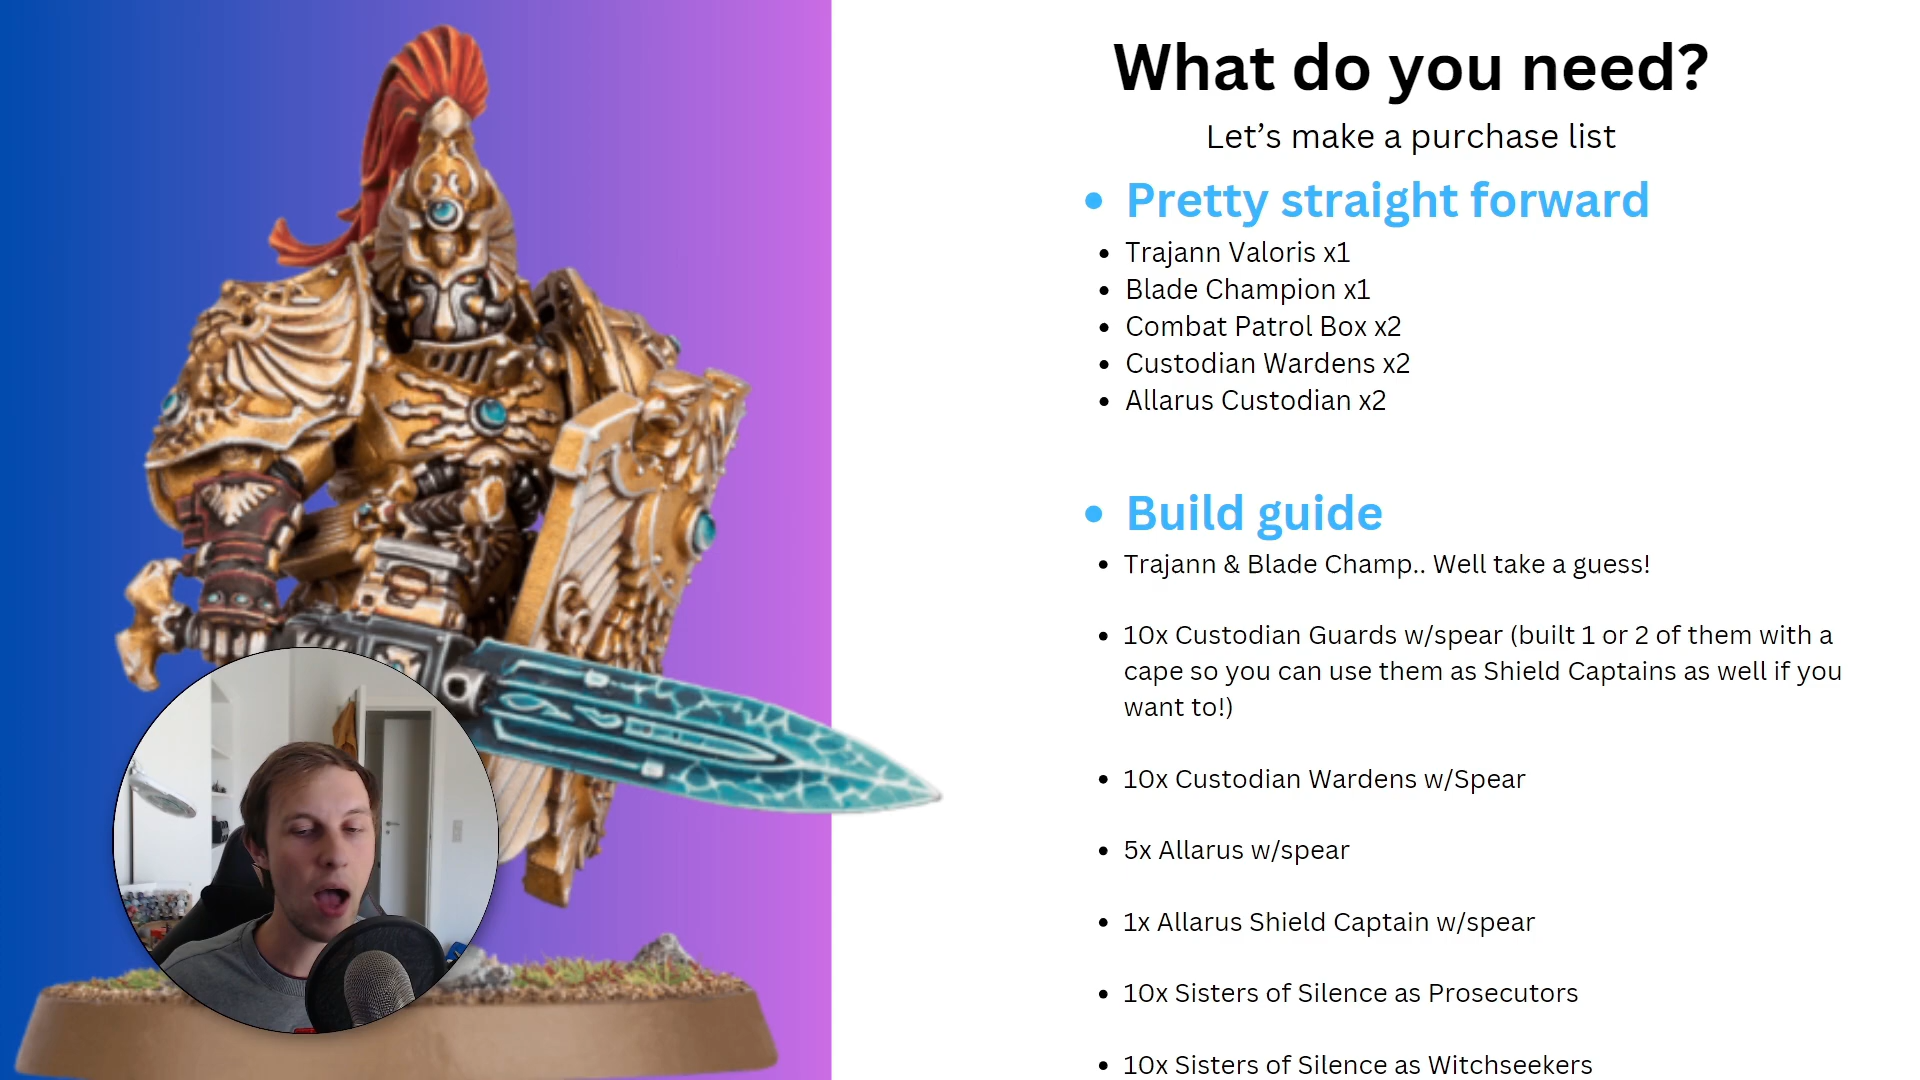 What do you need?
Let’s make a purchase list
• Pretty straight forward
• Trajann Valoris x1
• Blade Champion x1
• Combat Patrol Box x2
• Custodian Wardens x2
• Allarus Custodian x2
• Build guide
• Trajann & Blade Champ.. Well take a guess!
• 10x Custodian Guards w/spear (built 1 or 2 of them with a
cape so you can use them as Shield Captains as well if you
want to!)
• 10x Custodian Wardens w/Spear
• 5x Allarus w/spear
• 1x Allarus Shield Captain w/spear
• 10x Sisters of Silence as Prosecutors
• 10x Sisters of Silence as Witchseekers